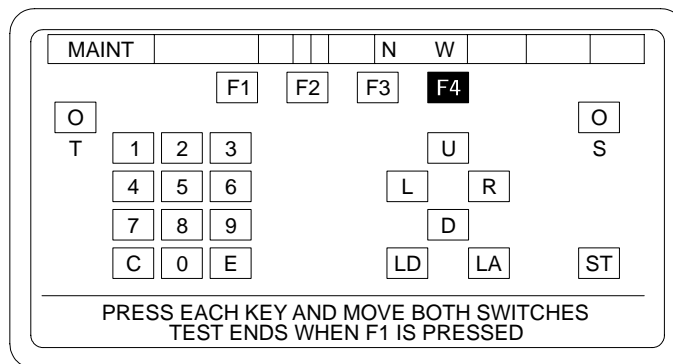 MAINT N W
F1 F2 F3 F4
O O
T 1 2 3 U S
4 5 6 L R
7 8 9 D
C 0 E LD LA ST
PRESS EACH KEY AND MOVE BOTH SWITCHES
TEST ENDS WHEN F1 IS PRESSED